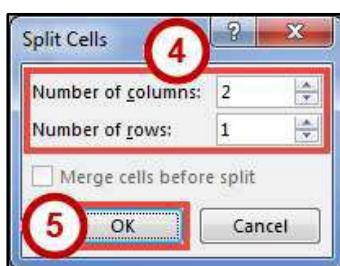 Split Cells
?
X
4
Number of columns: 2
Number of rows: 1
Merge cells before split
5
OK
Cancel